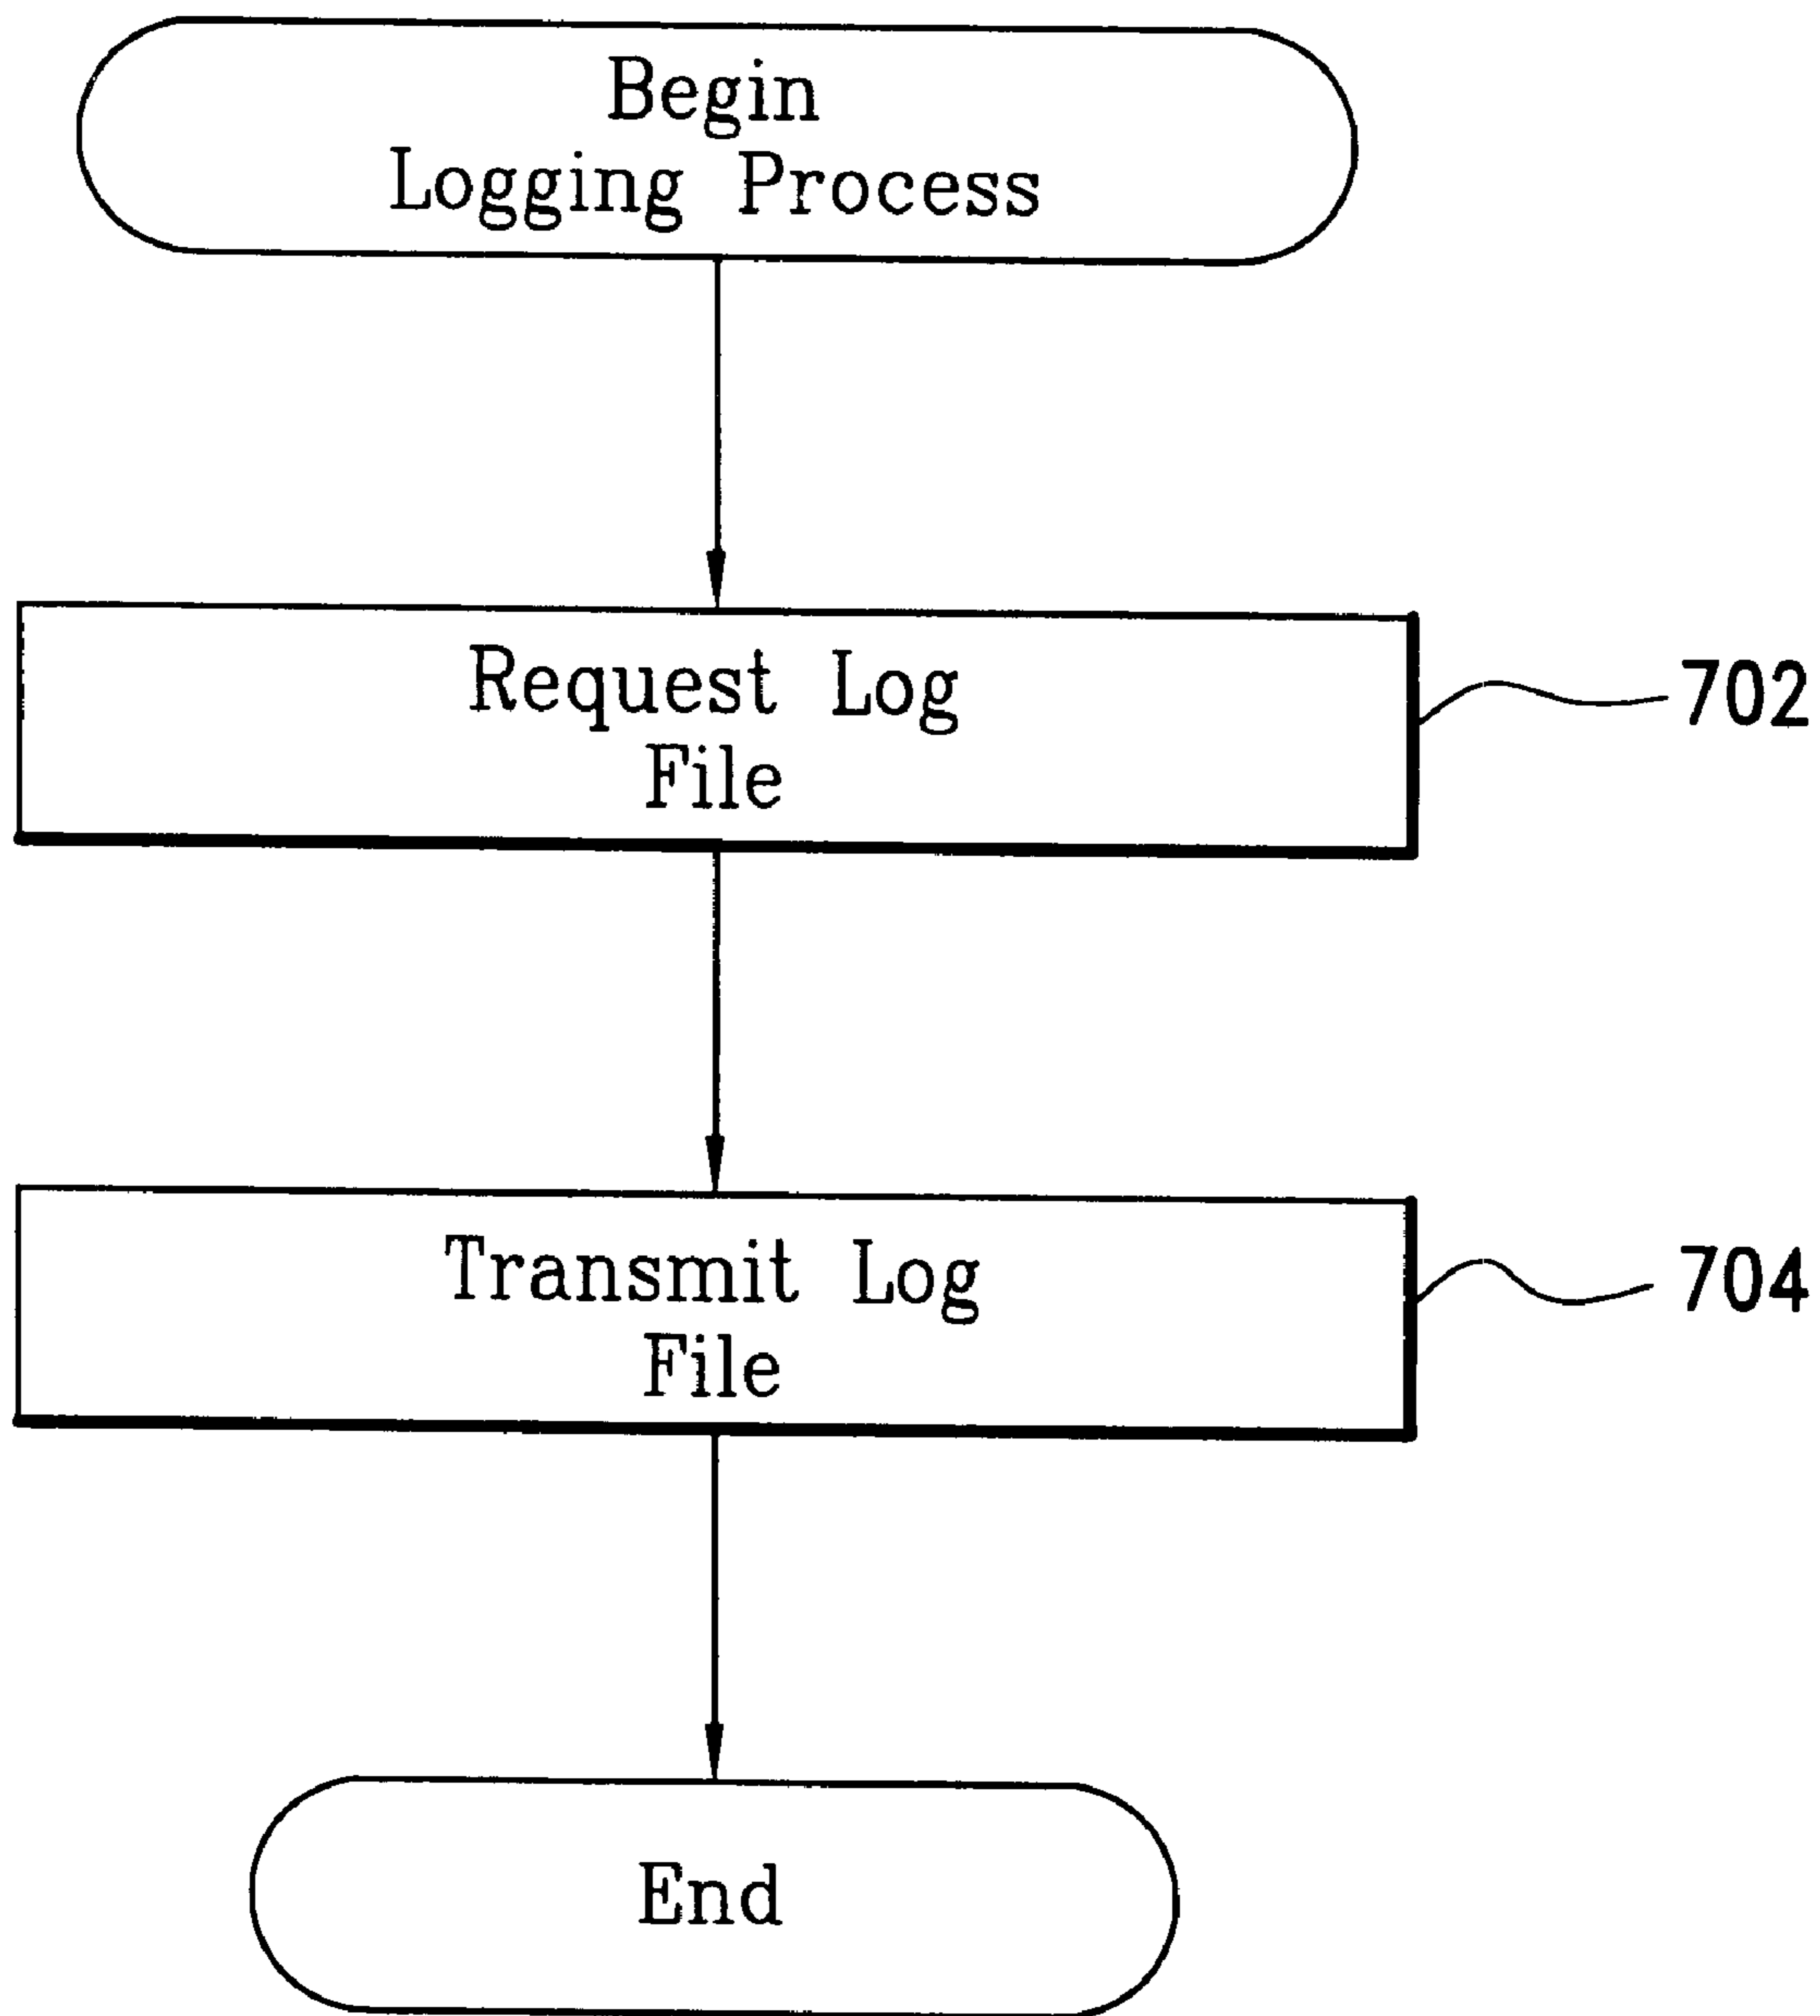 Begin
Logging Process
Request Log
File
702
Transmit Log
File
704
End